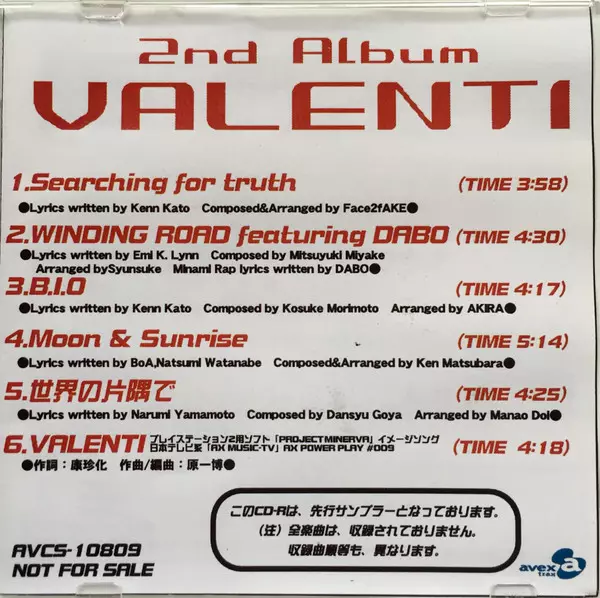 2nd Album
VALENTI
1.Searching for truth (TIME 3:58)
●Lyrics written by Kenn Kato Composed&Arranged by Face2fAKE●
2.WINDING ROAD featuring DABO (TIME 4:30)
●Lyrics written by Emi K. Lynn Composed by Mitsuyuki Miyake
Arranged bySyunsuke Minami Rap lyrics written by DABO●
3.B.I.O (TIME 4:17)
●Lyrics written by Kenn Kato Composed by Kosuke Morimoto Arranged by AKIRA●
4.Moon & Sunrise (TIME 5:14)
●Lyrics written by BoA,Natsumi Watanabe Composed&Arranged by Ken Matsubara●
5.世界の片隅で (TIME 4:25)
●Lyrics written by Narumi Yamamoto Composed by Dansyu Goya Arranged by Manao Doi●
6.VALENTI プレイステーション2用ソフト「PROJECT MINERVA」イメージソング (TIME 4:18)
日本テレビ系「AX MUSIC-TV」AX POWER PLAY #009
●作詞:康珍化 作曲/編曲:原一博●
このCD-Rは、先行サンプラーとなっております。
(注)全楽曲は、収録されておりません。
収録曲順等も、異なります。
AVCS-10809
NOT FOR SALE
avex
trax